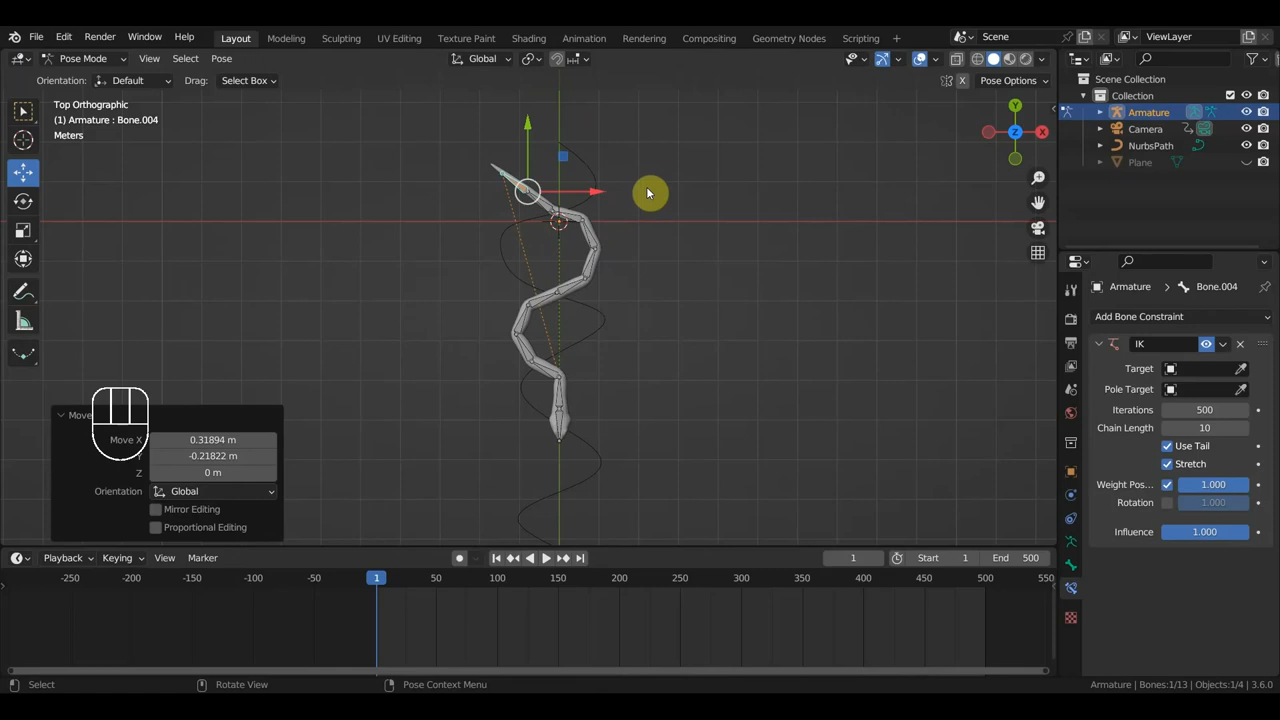 File Edit Render Window Help Layout Modeling Sculpting UV Editing Texture Paint Shading Animation Rendering Compositing Geometry Nodes Scripting + Scene ViewLayer
Pose Mode View Select Pose Global
Orientation: Default Drag: Select Box X Pose Options
Top Orthographic
(1) Armature : Bone.004
Meters
Y
Z
X
Scene Collection
Collection
Armature
Camera
NurbsPath
Plane
Armature > Bone.004
Add Bone Constraint
IK
Target
Pole Target
Iterations 500
Chain Length 10
Use Tail
Stretch
Weight Pos... 1.000
Rotation 1.000
Influence 1.000
Move
Move X 0.31894 m
-0.21822 m
Z 0 m
Orientation Global
Mirror Editing
Proportional Editing
Playback Keying View Marker 1 Start 1 End 500
-250 -200 -150 -100 -50 1 50 100 150 200 250 300 350 400 450 500 550
Select Rotate View Pose Context Menu Armature | Bones:1/13 | Objects:1/4 | 3.6.0